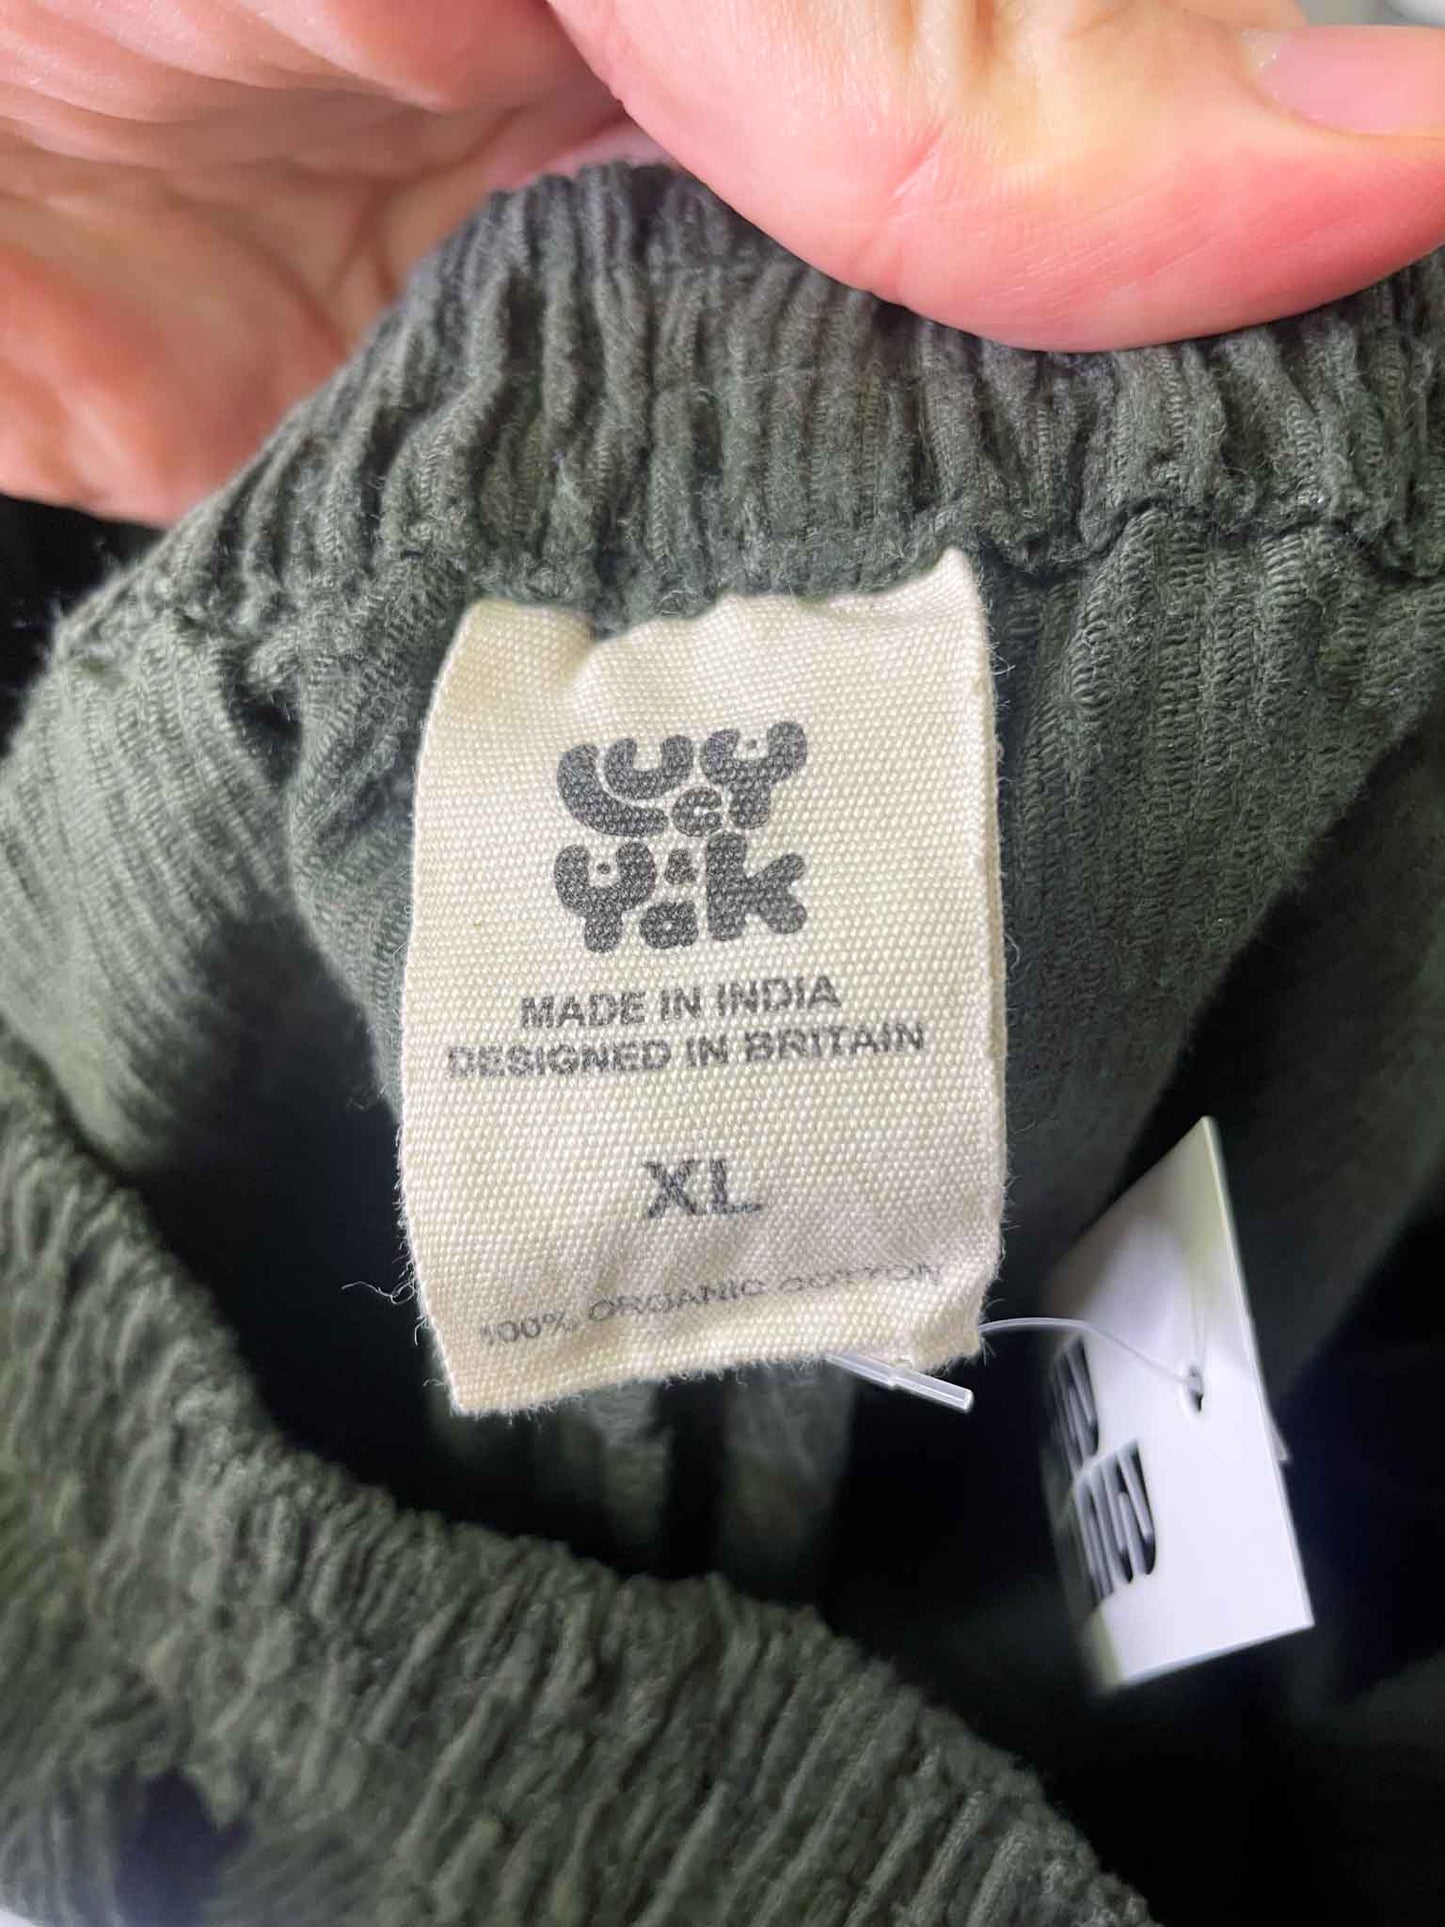 Lucy
&
Yak
MADE IN INDIA
DESIGNED IN BRITAIN
XL
100% ORGANIC COTTON